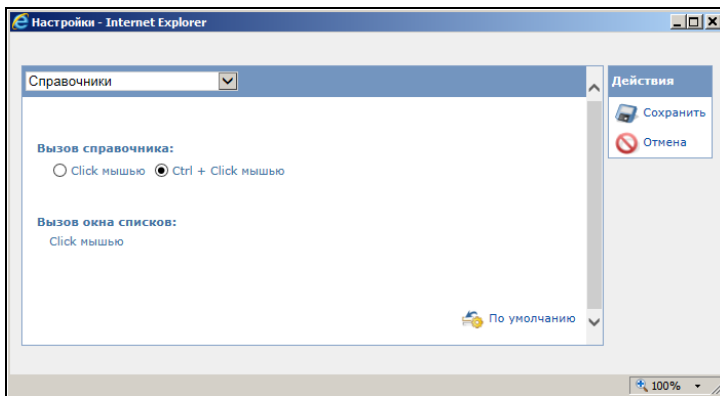 Настройки - Internet Explorer
Справочники
Действия
Сохранить
Отмена
Вызов справочника:
Click мышью Ctrl + Click мышью
Вызов окна списков:
Click мышью
По умолчанию
100%